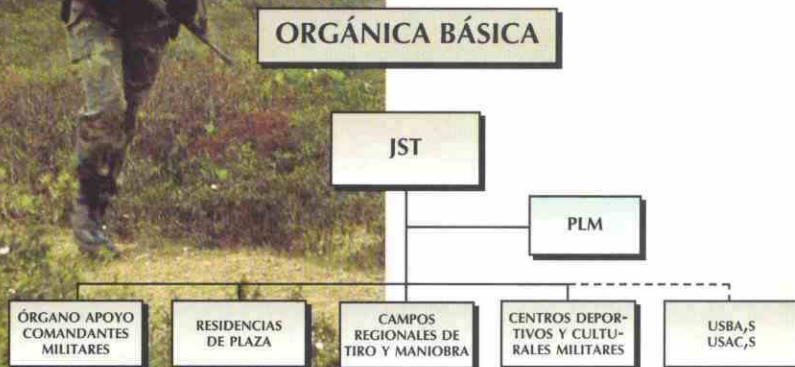 ORGÁNICA BÁSICA
JST
PLM
ÓRGANO APOYO
COMANDANTES
MILITARES
RESIDENCIAS
DE PLAZA
CAMPOS
REGIONALES DE
TIRO Y MANIOBRA
CENTROS DEPOR-
TIVOS Y CULTU-
RALES MILITARES
USBA,S
USAC,S